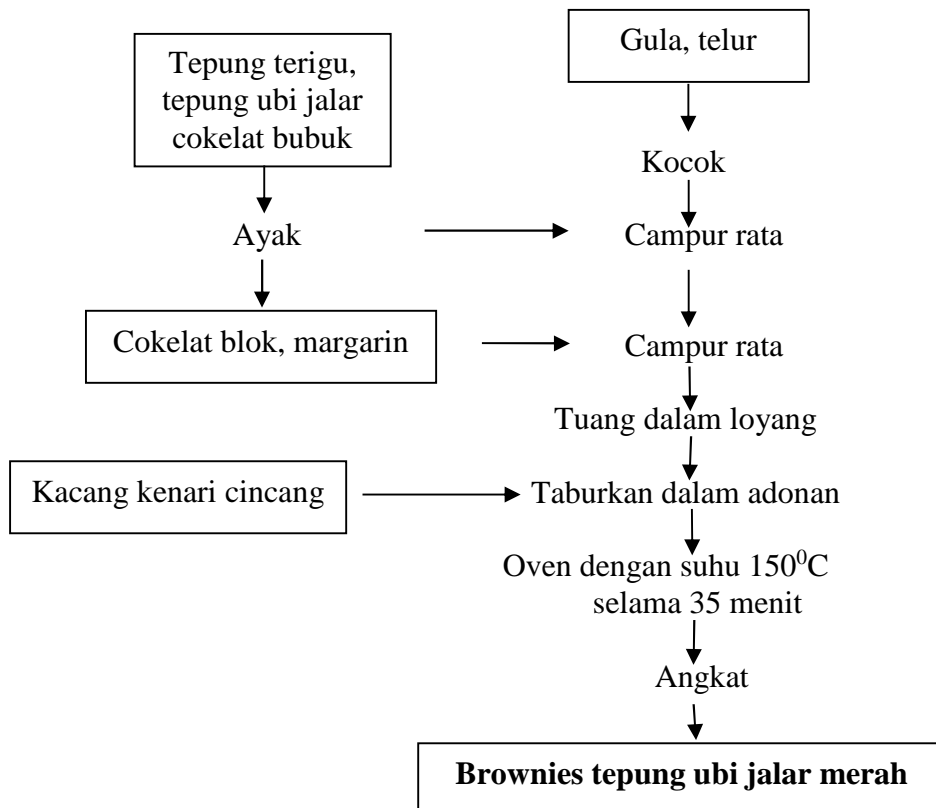 Gula, telur
Tepung terigu,
tepung ubi jalar
cokelat bubuk
Kocok
Ayak
Campur rata
Cokelat blok, margarin
Campur rata
Tuang dalam loyang
Kacang kenari cincang
Taburkan dalam adonan
Oven dengan suhu 150⁰C
selama 35 menit
Angkat
Brownies tepung ubi jalar merah